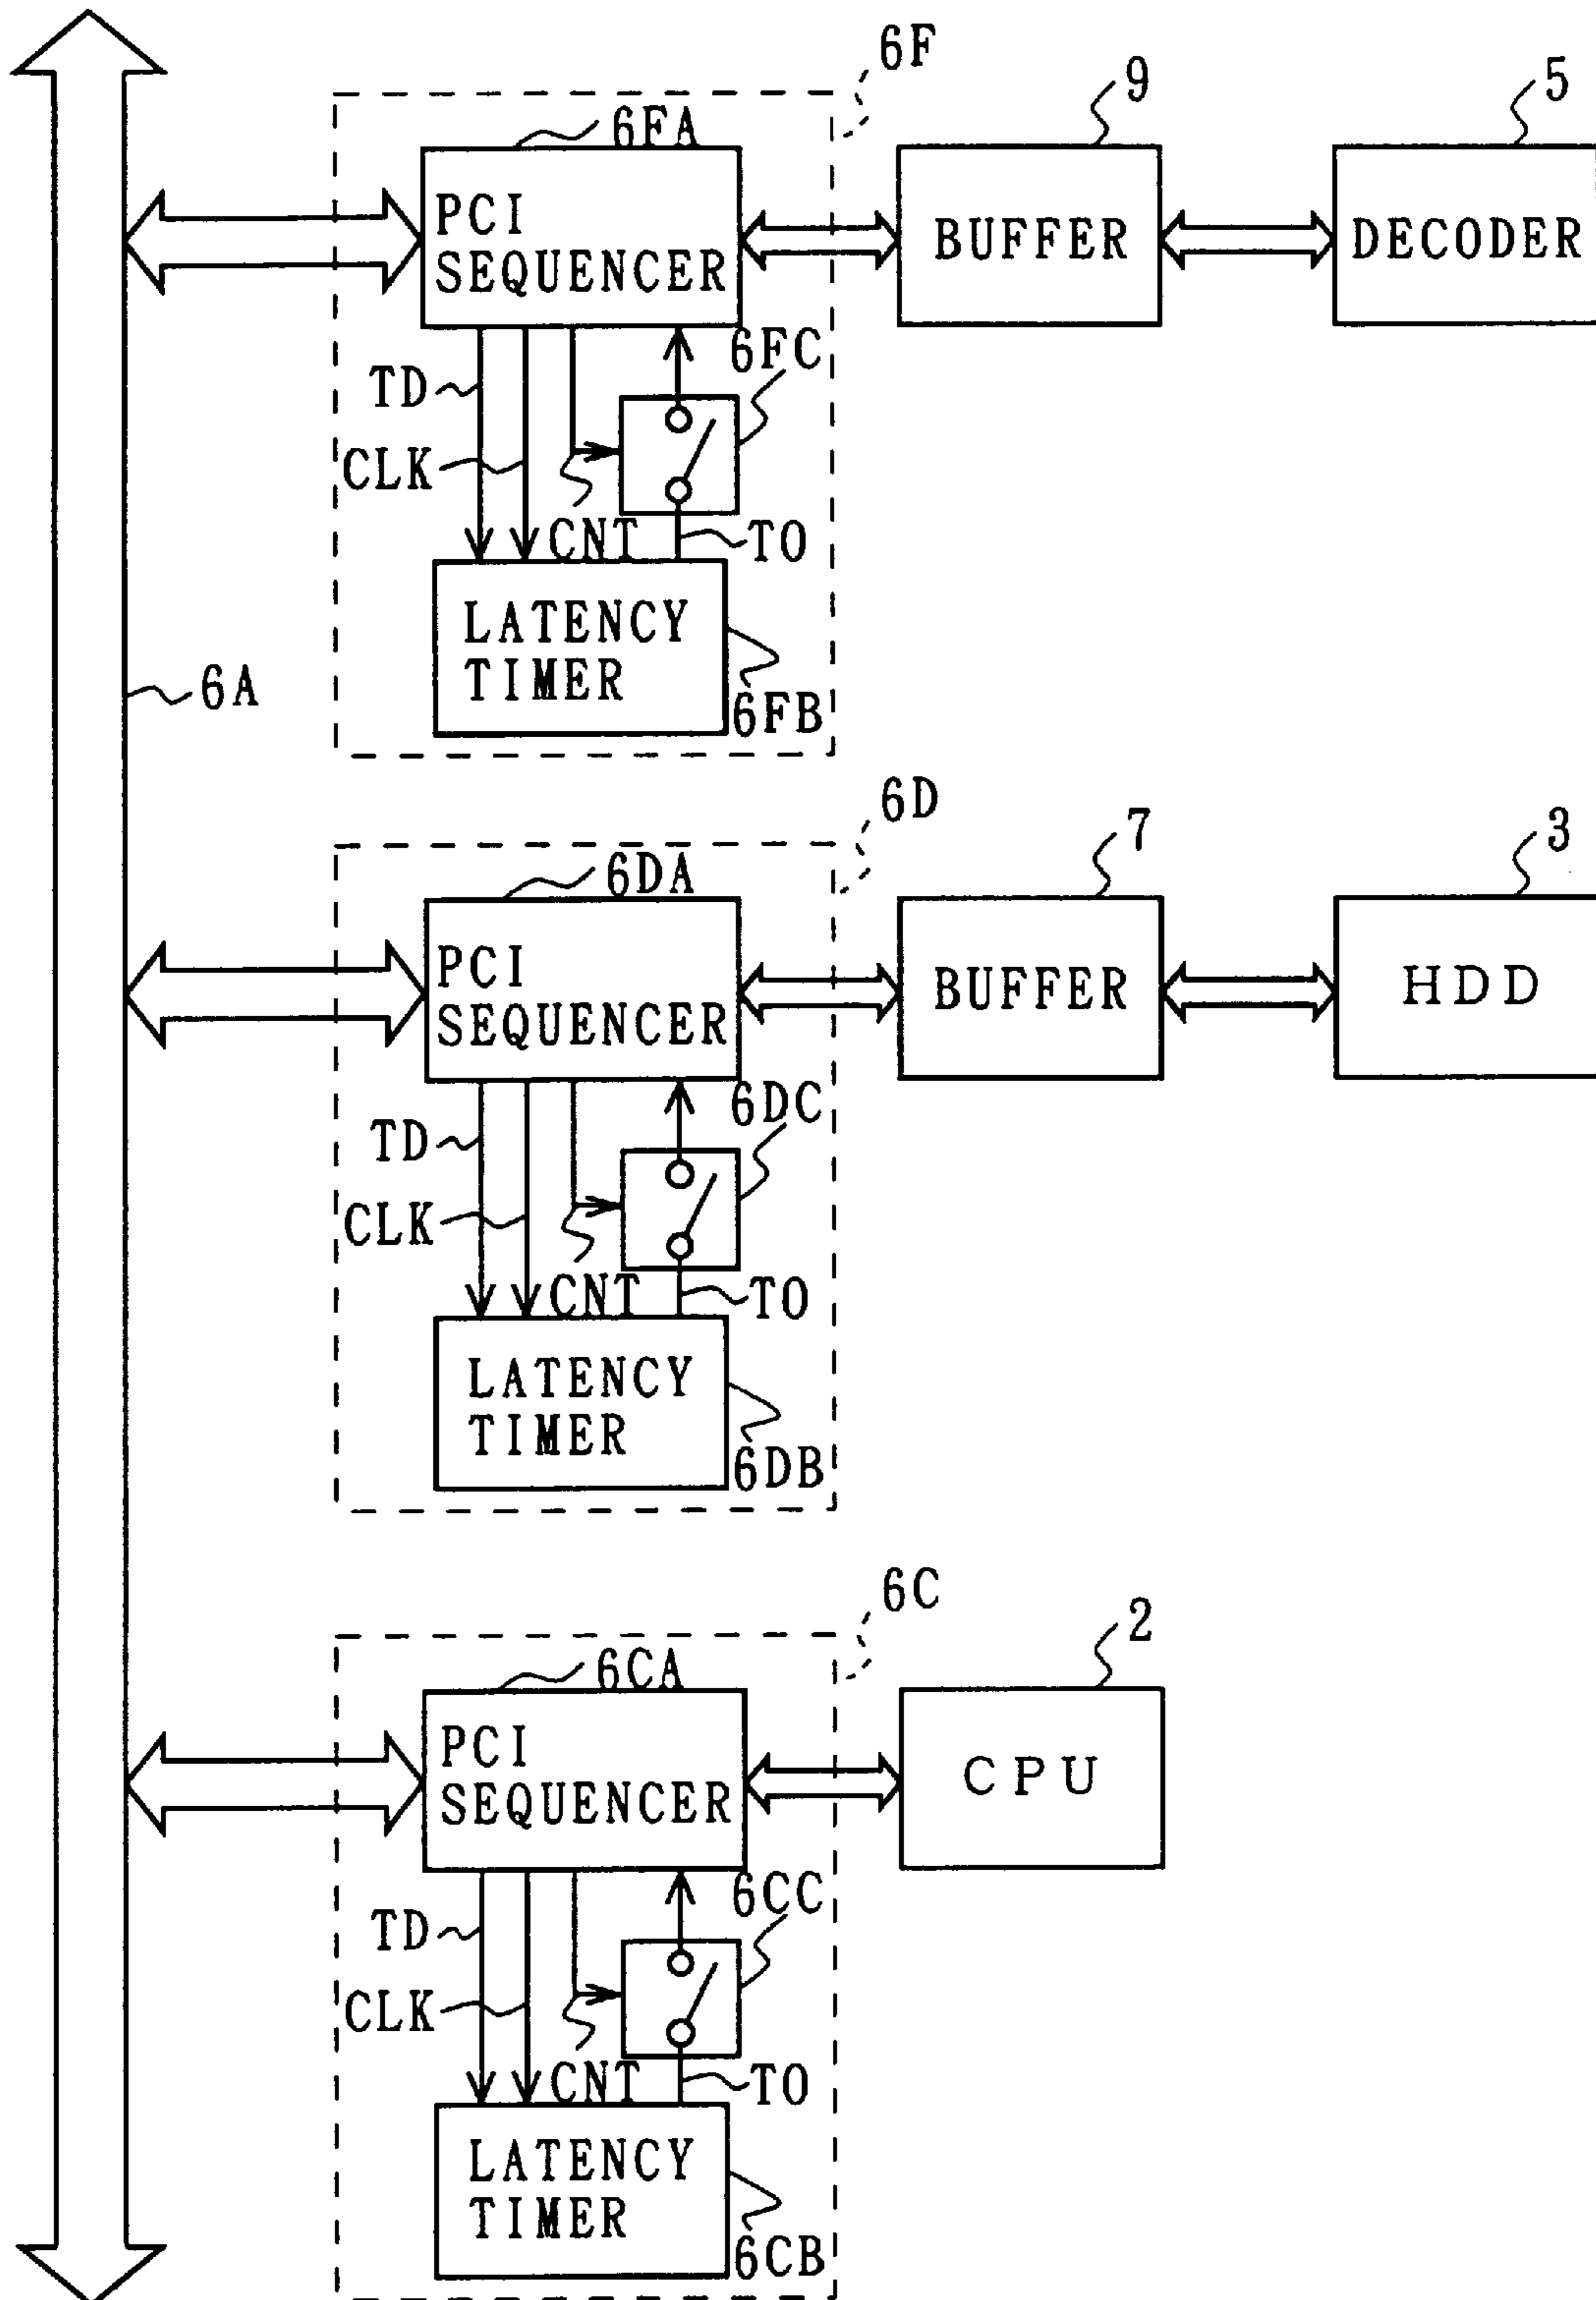 6F
9
5
6FA
PCI
SEQUENCER
BUFFER
DECODER
6FC
TD
CLK
CNT
TO
LATENCY
TIMER
6FB
6A
6D
7
3
6DA
PCI
SEQUENCER
BUFFER
HDD
6DC
TD
CLK
CNT
TO
LATENCY
TIMER
6DB
6C
2
6CA
PCI
SEQUENCER
CPU
6CC
TD
CLK
CNT
TO
LATENCY
TIMER
6CB